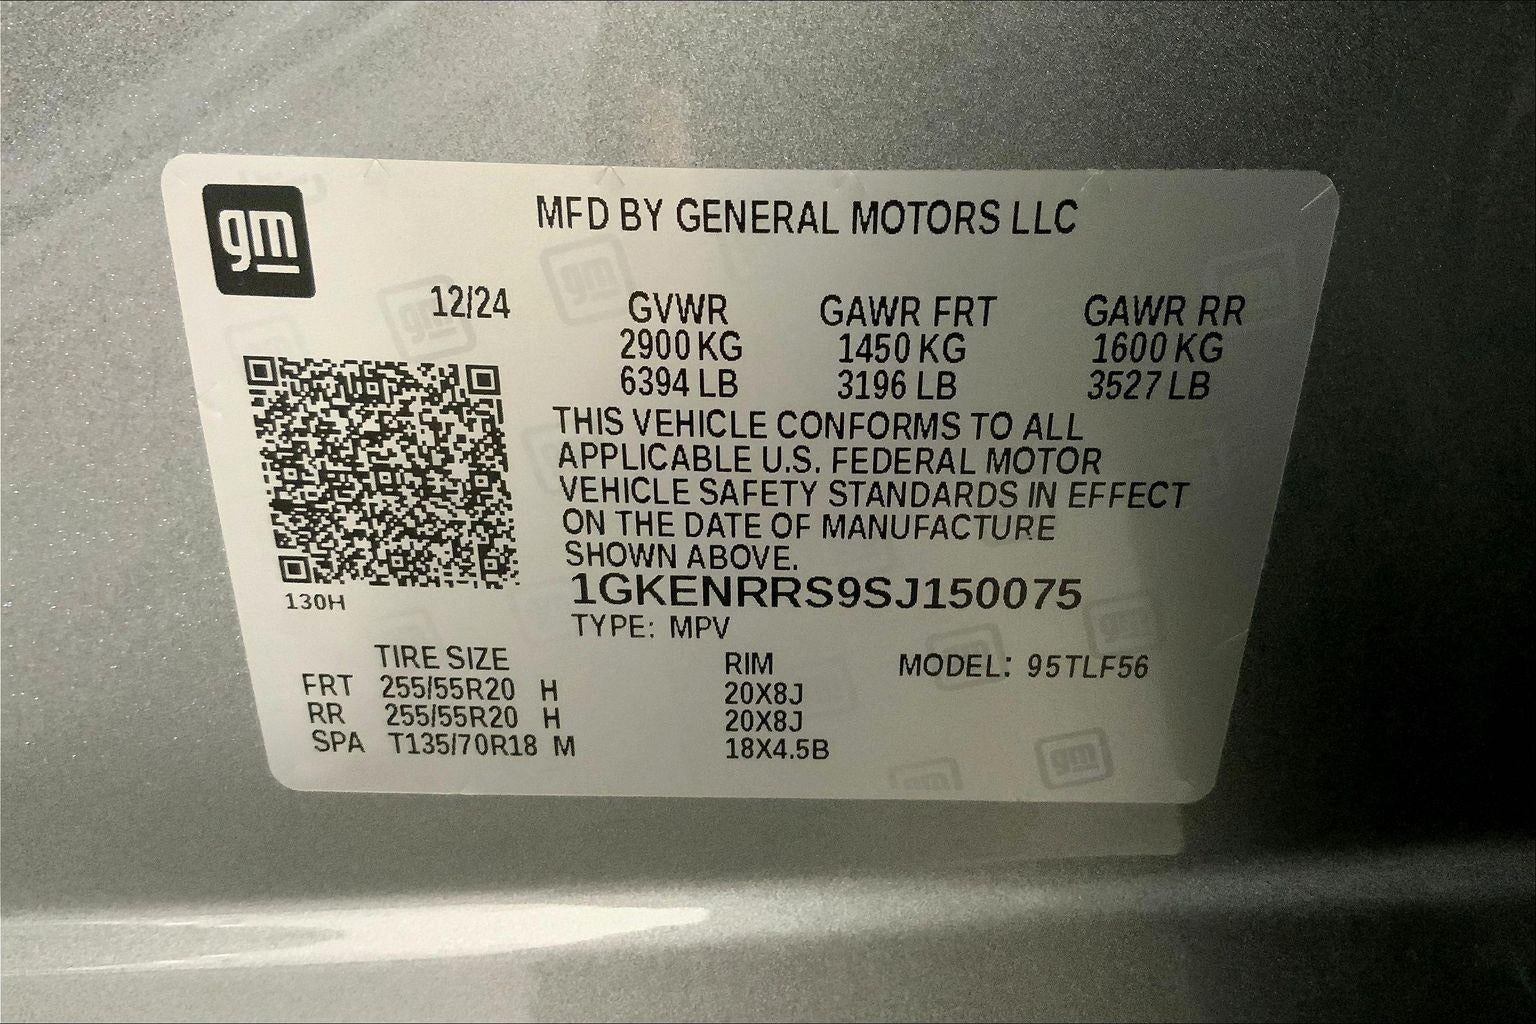 gm
MFD BY GENERAL MOTORS LLC
12/24 GVWR GAWR FRT GAWR RR
2900 KG 1450 KG 1600 KG
6394 LB 3196 LB 3527 LB
THIS VEHICLE CONFORMS TO ALL
APPLICABLE U.S. FEDERAL MOTOR
VEHICLE SAFETY STANDARDS IN EFFECT
ON THE DATE OF MANUFACTURE
SHOWN ABOVE.
1GKENRRS9SJ150075
130H
TYPE: MPV
TIRE SIZE RIM MODEL: 95TLF56
FRT 255/55R20 H 20X8J
RR 255/55R20 H 20X8J
SPA T135/70R18 M 18X4.5B